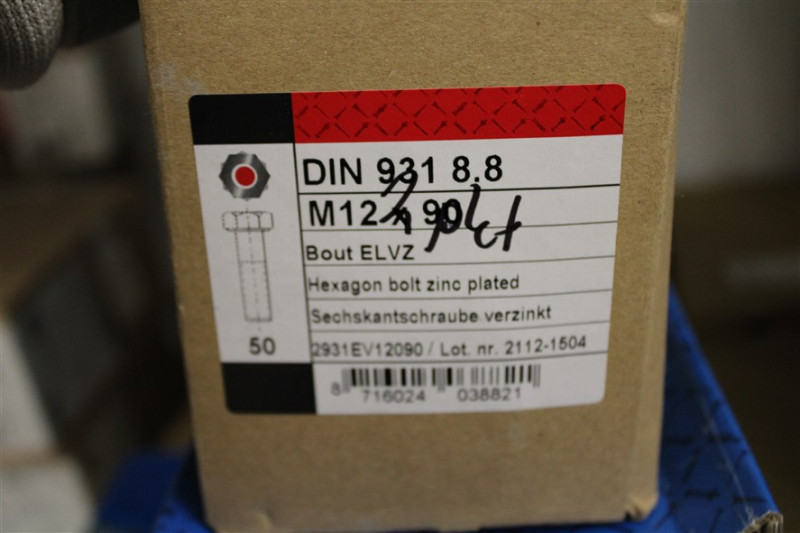 DIN 931 8.8
M12 x 90
Bout ELVZ
Hexagon bolt zinc plated
Sechskantschraube verzinkt
50
2931EV12090 / Lot. nr. 2112-1504
8 716024 038821